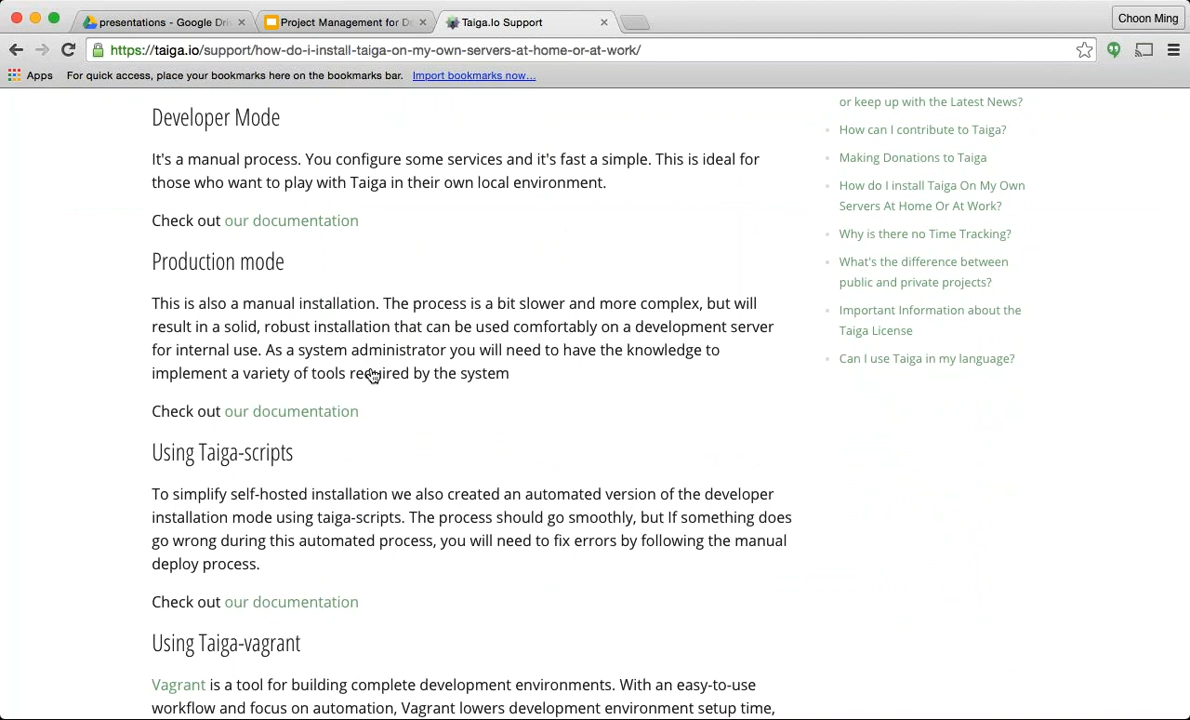 presentations - Google Dri
Project Management for D
Taiga.Io Support
Choon Ming
https://taiga.io/support/how-do-i-install-taiga-on-my-own-servers-at-home-or-at-work/
Apps For quick access, place your bookmarks here on the bookmarks bar. Import bookmarks now...
Developer Mode
It's a manual process. You configure some services and it's fast a simple. This is ideal for
those who want to play with Taiga in their own local environment.
Check out our documentation
Production mode
This is also a manual installation. The process is a bit slower and more complex, but will
result in a solid, robust installation that can be used comfortably on a development server
for internal use. As a system administrator you will need to have the knowledge to
implement a variety of tools required by the system
Check out our documentation
Using Taiga-scripts
To simplify self-hosted installation we also created an automated version of the developer
installation mode using taiga-scripts. The process should go smoothly, but If something does
go wrong during this automated process, you will need to fix errors by following the manual
deploy process.
Check out our documentation
Using Taiga-vagrant
Vagrant is a tool for building complete development environments. With an easy-to-use
workflow and focus on automation, Vagrant lowers development environment setup time,
or keep up with the Latest News?
How can I contribute to Taiga?
Making Donations to Taiga
How do I install Taiga On My Own
Servers At Home Or At Work?
Why is there no Time Tracking?
What's the difference between
public and private projects?
Important Information about the
Taiga License
Can I use Taiga in my language?